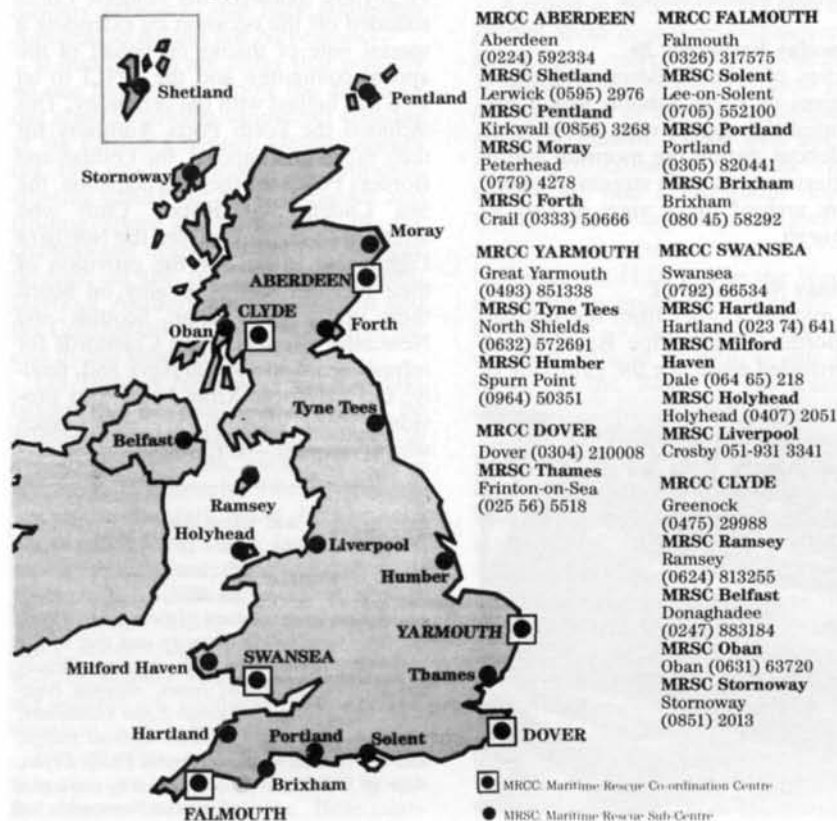 Shetland
Pentland
Stornoway
Moray
ABERDEEN
CLYDE
Oban
Forth
Tyne Tees
Belfast
Ramsey
Holyhead
Liverpool
Humber
YARMOUTH
Milford Haven
SWANSEA
Thames
Hartland
Portland
Solent
DOVER
Brixham
FALMOUTH
MRCC ABERDEEN
Aberdeen
(0224) 592334
MRSC Shetland
Lerwick (0595) 2976
MRSC Pentland
Kirkwall (0856) 3268
MRSC Moray
Peterhead
(0779) 4278
MRSC Forth
Crail (0333) 50666
MRCC YARMOUTH
Great Yarmouth
(0493) 851338
MRSC Tyne Tees
North Shields
(0632) 572691
MRSC Humber
Spurn Point
(0964) 50351
MRCC DOVER
Dover (0304) 210008
MRSC Thames
Frinton-on-Sea
(025 56) 5518
MRCC FALMOUTH
Falmouth
(0326) 317575
MRSC Solent
Lee-on-Solent
(0705) 552100
MRSC Portland
Portland
(0305) 820441
MRSC Brixham
Brixham
(080 45) 58292
MRCC SWANSEA
Swansea
(0792) 66534
MRSC Hartland
Hartland (023 74) 641
MRSC Milford
Haven
Dale (064 65) 218
MRSC Holyhead
Holyhead (0407) 2051
MRSC Liverpool
Crosby 051-931 3341
MRCC CLYDE
Greenock
(0475) 29988
MRSC Ramsey
Ramsey
(0624) 813255
MRSC Belfast
Donaghadee
(0247) 883184
MRSC Oban
Oban (0631) 63720
MRSC Stornoway
Stornoway
(0851) 2013
MRCC: Maritime Rescue Co-ordination Centre
MRSC: Maritime Rescue Sub-Centre